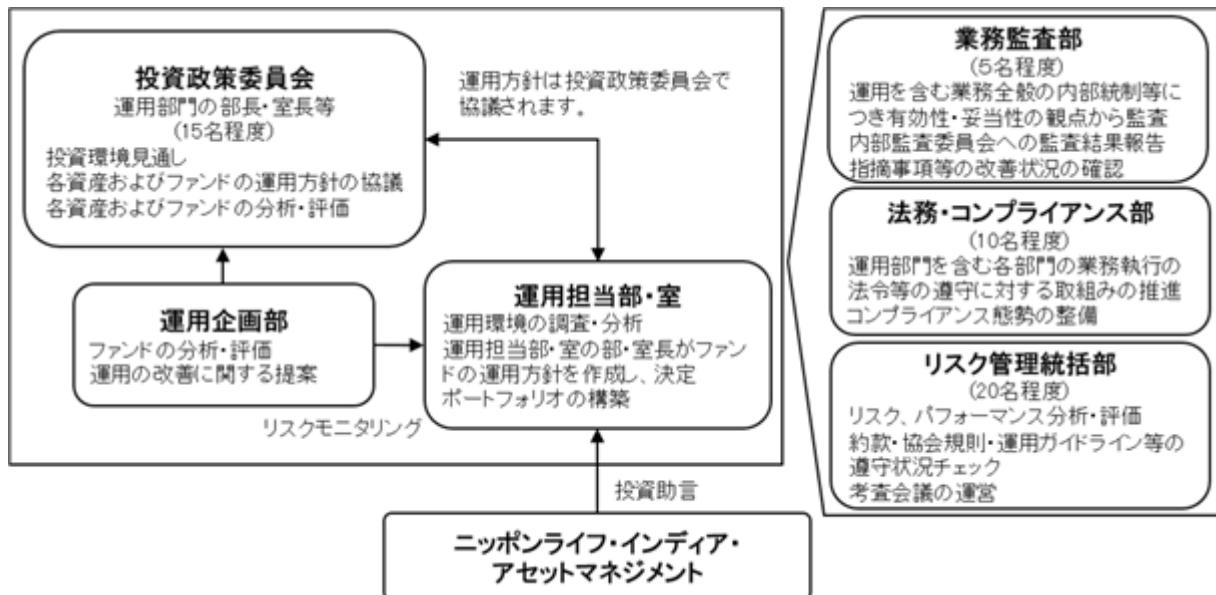 投資政策委員会
運用部門の部長・室長等
(15名程度)
投資環境見通し
各資産およびファンドの運用方針の協議
各資産およびファンドの分析・評価
運用方針は投資政策委員会で
協議されます。
運用企画部
ファンドの分析・評価
運用の改善に関する提案
リスクモニタリング
運用担当部・室
運用環境の調査・分析
運用担当部・室の部・室長がファン
ドの運用方針を作成し、決定
ポートフォリオの構築
投資助言
ニッポンライフ・インディア・
アセットマネジメント
業務監査部
(5名程度)
運用を含む業務全般の内部統制等に
つき有効性・妥当性の観点から監査
内部監査委員会への監査結果報告
指摘事項等の改善状況の確認
法務・コンプライアンス部
(10名程度)
運用部門を含む各部門の業務執行の
法令等の遵守に対する取組みの推進
コンプライアンス態勢の整備
リスク管理統括部
(20名程度)
リスク、パフォーマンス分析・評価
約款・協会規則・運用ガイドライン等の
遵守状況チェック
考査会議の運営